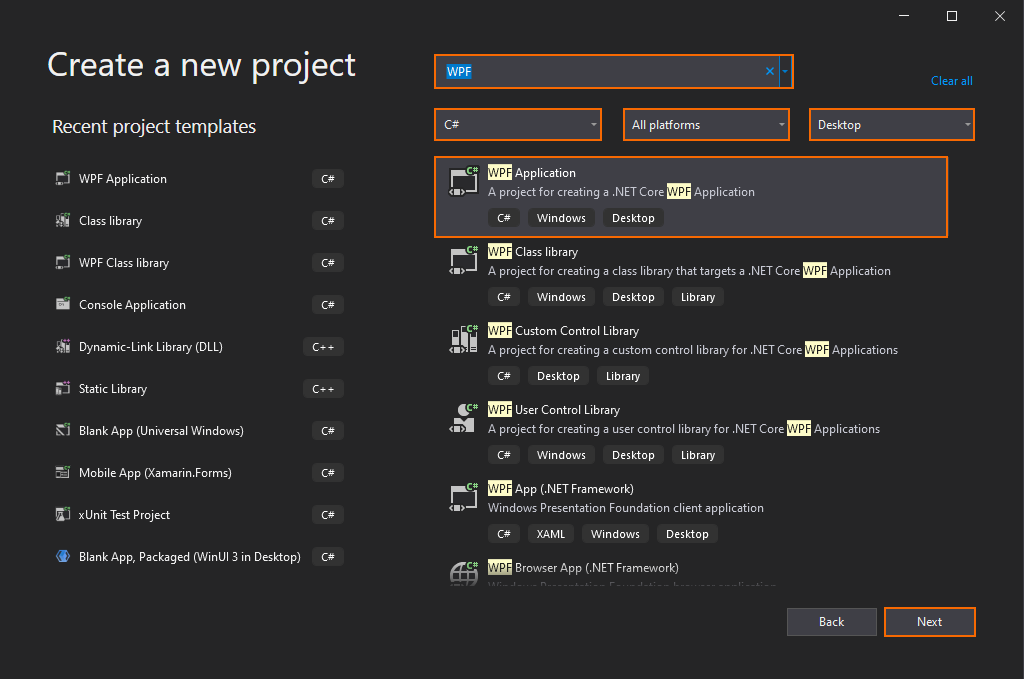 Create a new project
Recent project templates
WPF Application C#
Class library C#
WPF Class library C#
Console Application C#
Dynamic-Link Library (DLL) C++
Static Library C++
Blank App (Universal Windows) C#
Mobile App (Xamarin.Forms) C#
xUnit Test Project C#
Blank App, Packaged (WinUI 3 in Desktop) C#
WPF
Clear all
C# All platforms Desktop
WPF Application
A project for creating a .NET Core WPF Application
C# Windows Desktop
WPF Class library
A project for creating a class library that targets a .NET Core WPF Application
C# Windows Desktop Library
WPF Custom Control Library
A project for creating a custom control library for .NET Core WPF Applications
C# Desktop Library
WPF User Control Library
A project for creating a user control library for .NET Core WPF Applications
C# Windows Desktop Library
WPF App (.NET Framework)
Windows Presentation Foundation client application
C# XAML Windows Desktop
WPF Browser App (.NET Framework)
Windows Presentation Foundation browser application
Back Next